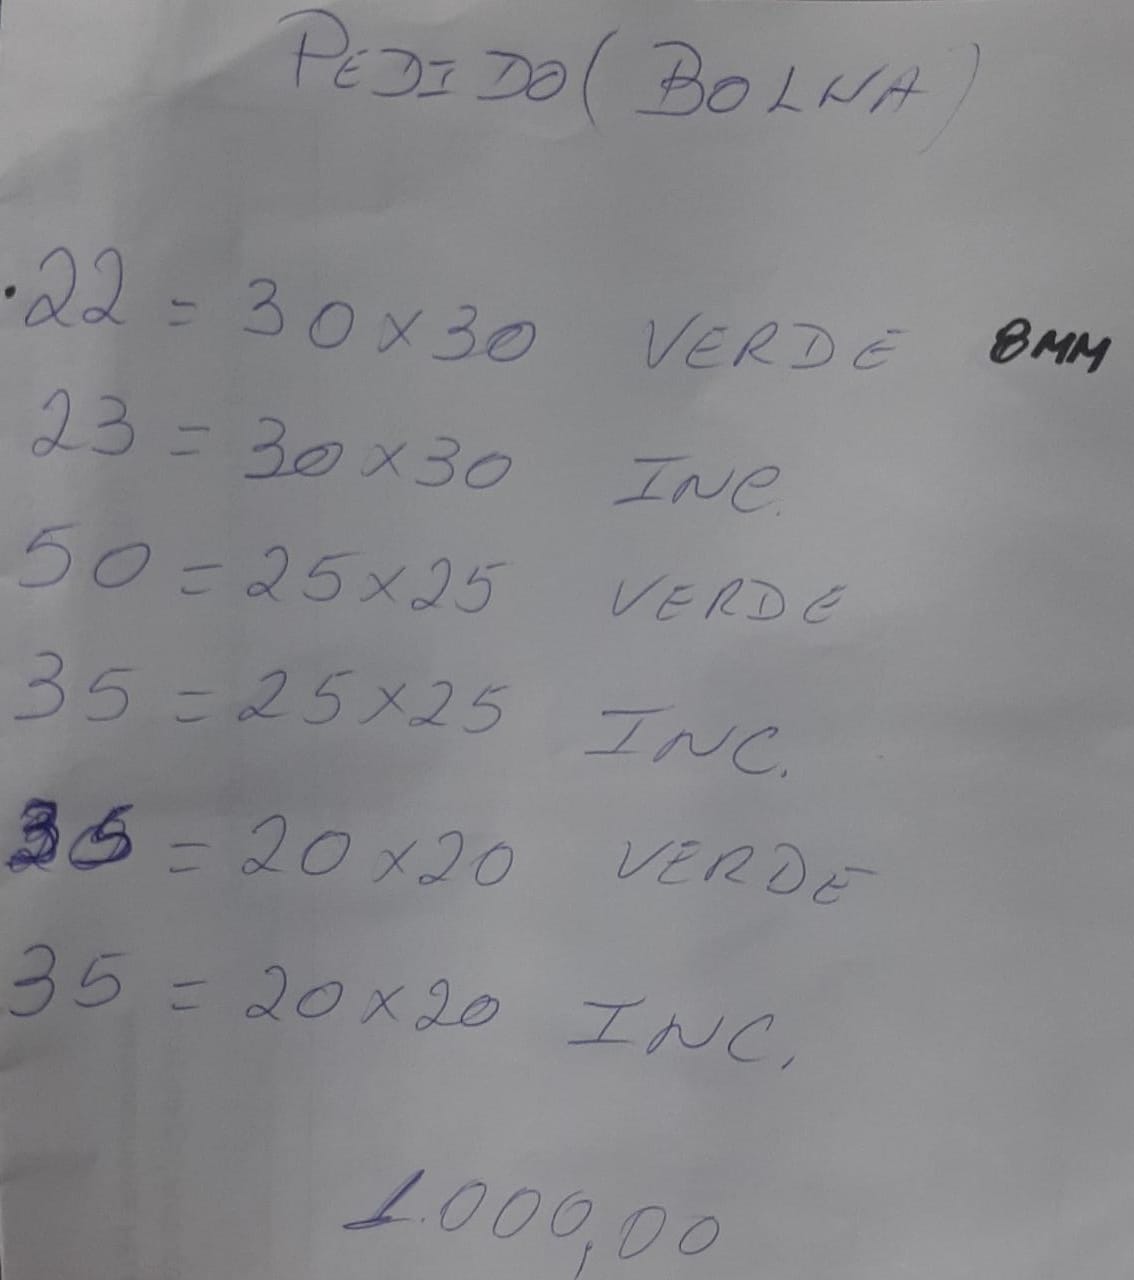 PEDIDO (BOLNA)
.22 = 30x30 VERDE 8MM
23 = 30x30 INC.
50 = 25x25 VERDE
35 = 25x25 INC.
= 20x20 VERDE
35 = 20x20 INC.
1.000,00